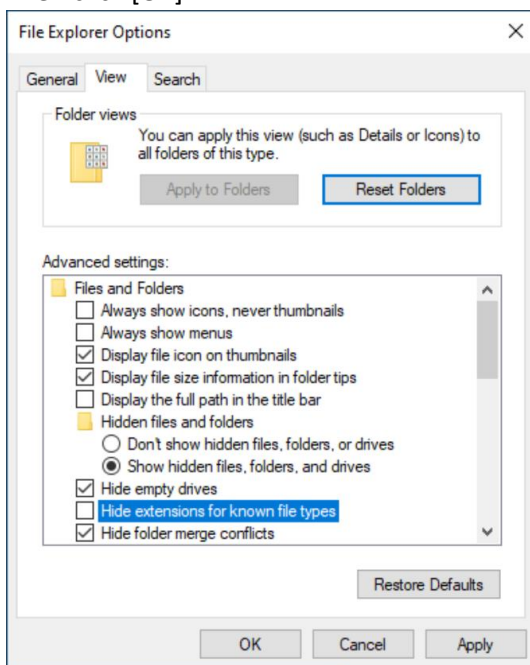 File Explorer Options
General View Search
Folder views
You can apply this view (such as Details or Icons) to
all folders of this type.
Apply to Folders Reset Folders
Advanced settings:
Files and Folders
Always show icons, never thumbnails
Always show menus
Display file icon on thumbnails
Display file size information in folder tips
Display the full path in the title bar
Hidden files and folders
Don't show hidden files, folders, or drives
Show hidden files, folders, and drives
Hide empty drives
Hide extensions for known file types
Hide folder merge conflicts
Restore Defaults
OK Cancel Apply